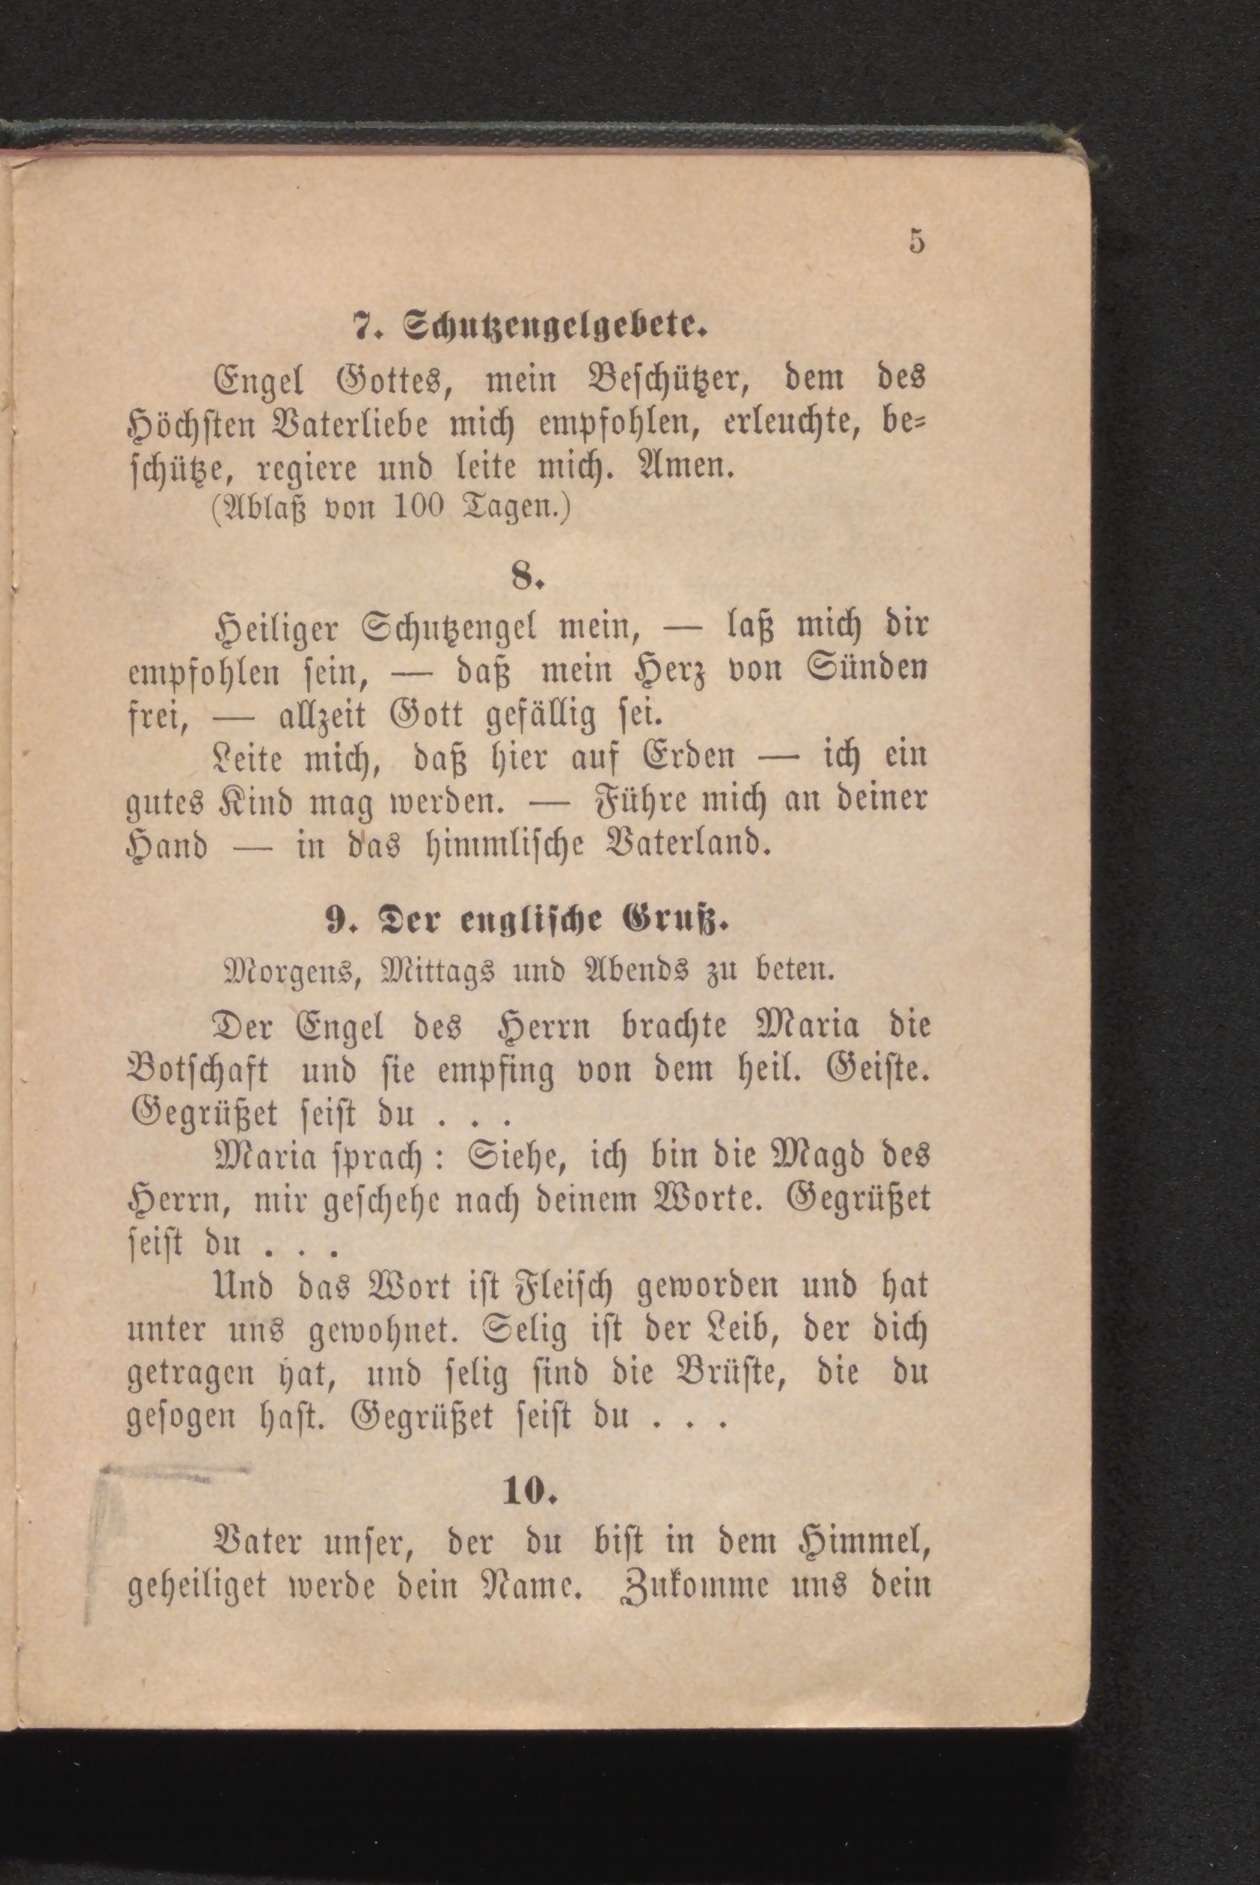 5
7. Schutzengelgebete.
Engel Gottes, mein Beschützer, dem des
Höchsten Vaterliebe mich empfohlen, erleuchte, be-
schütze, regiere und leite mich. Amen.
(Ablaß von 100 Tagen.)
8.
Heiliger Schutzengel mein, — laß mich dir
empfohlen sein, — daß mein Herz von Sünden
frei, — allzeit Gott gefällig sei.
Leite mich, daß hier auf Erden — ich ein
gutes Kind mag werden. — Führe mich an deiner
Hand — in das himmlische Vaterland.
9. Der englische Gruß.
Morgens, Mittags und Abends zu beten.
Der Engel des Herrn brachte Maria die
Botschaft und sie empfing von dem heil. Geiste.
Gegrüßet seist du . . .
Maria sprach: Siehe, ich bin die Magd des
Herrn, mir geschehe nach deinem Worte. Gegrüßet
seist du . . .
Und das Wort ist Fleisch geworden und hat
unter uns gewohnet. Selig ist der Leib, der dich
getragen hat, und selig sind die Brüste, die du
gesogen hast. Gegrüßet seist du . . .
10.
Vater unser, der du bist in dem Himmel,
geheiliget werde dein Name. Zukomme uns dein